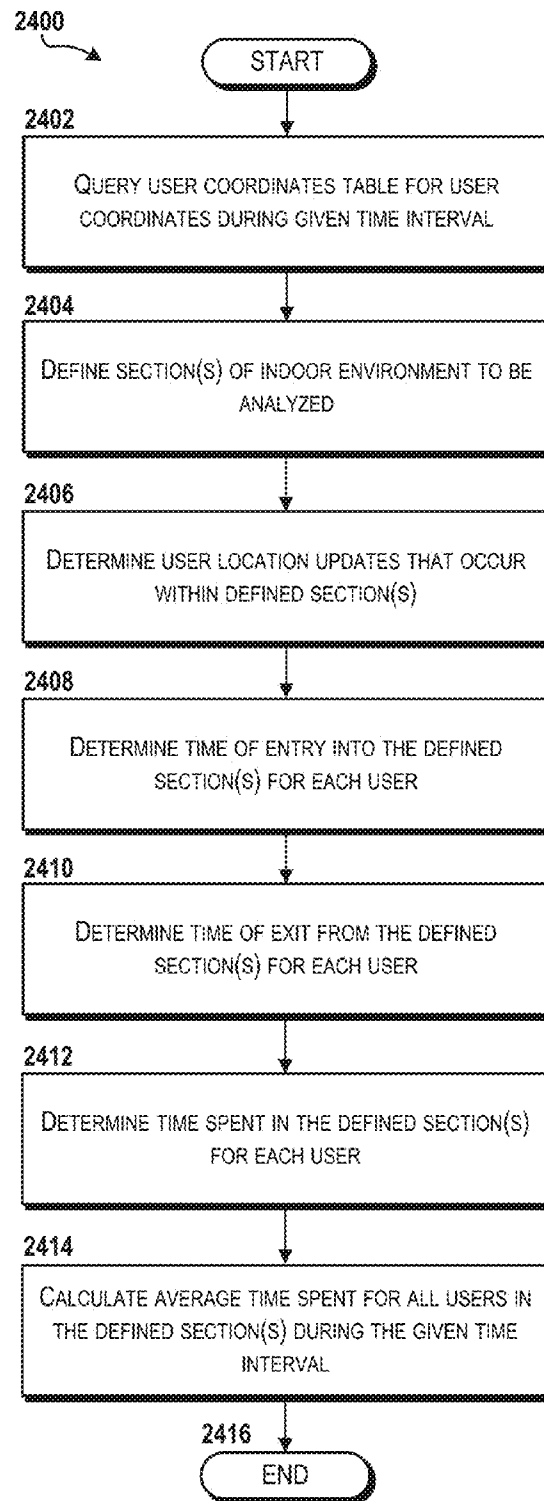 2400
START
2402
QUERY USER COORDINATES TABLE FOR USER
COORDINATES DURING GIVEN TIME INTERVAL
2404
DEFINE SECTION(S) OF INDOOR ENVIRONMENT TO BE
ANALYZED
2406
DETERMINE USER LOCATION UPDATES THAT OCCUR
WITHIN DEFINED SECTION(S)
2408
DETERMINE TIME OF ENTRY INTO THE DEFINED
SECTION(S) FOR EACH USER
2410
DETERMINE TIME OF EXIT FROM THE DEFINED
SECTION(S) FOR EACH USER
2412
DETERMINE TIME SPENT IN THE DEFINED SECTION(S)
FOR EACH USER
2414
CALCULATE AVERAGE TIME SPENT FOR ALL USERS IN
THE DEFINED SECTION(S) DURING THE GIVEN TIME
INTERVAL
2416
END